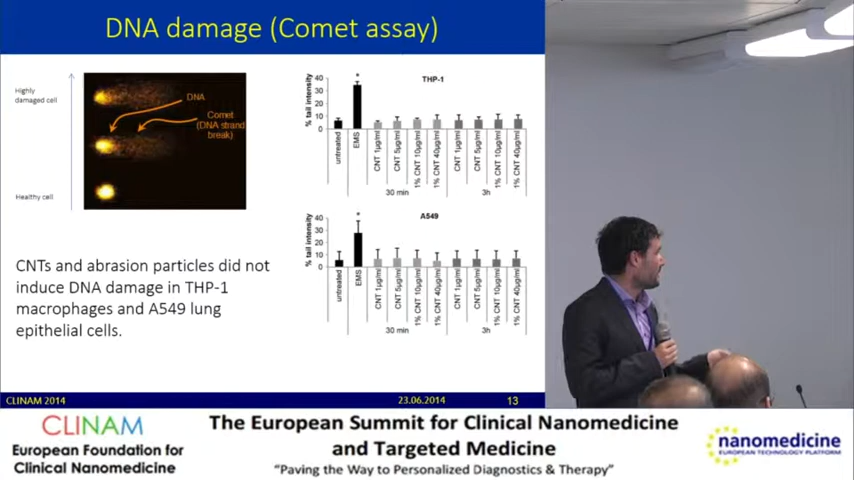 DNA damage (Comet assay)
Highly
damaged cell
Healthy cell
DNA
Comet
(DNA strand
break)
THP-1
% tail intensity
40
30
20
10
0
*
untreated
EMS
CNT 1µg/ml
CNT 5µg/ml
1% CNT 10µg/ml
1% CNT 40µg/ml
CNT 1µg/ml
CNT 5µg/ml
1% CNT 10µg/ml
1% CNT 40µg/ml
30 min
3h
A549
% tail intensity
40
30
20
10
0
*
untreated
EMS
CNT 1µg/ml
CNT 5µg/ml
1% CNT 10µg/ml
1% CNT 40µg/ml
CNT 1µg/ml
CNT 5µg/ml
1% CNT 10µg/ml
1% CNT 40µg/ml
30 min
3h
CNTs and abrasion particles did not
induce DNA damage in THP-1
macrophages and A549 lung
epithelial cells.
CLINAM 2014
23.06.2014
13
CLINAM
European Foundation for
Clinical Nanomedicine
The European Summit for Clinical Nanomedicine
and Targeted Medicine
"Paving the Way to Personalized Diagnostics & Therapy"
nanomedicine
EUROPEAN TECHNOLOGY PLATFORM